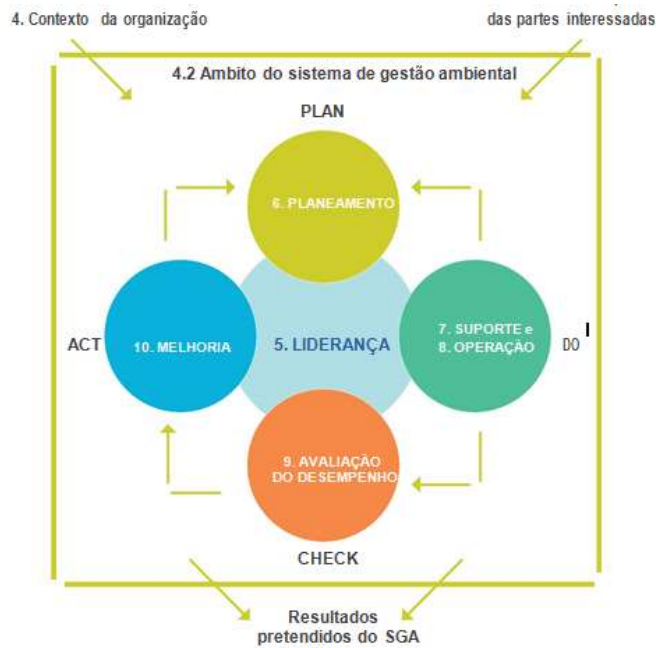 4. Contexto da organização
das partes interessadas
4.2 Ambito do sistema de gestão ambiental
PLAN
6. PLANEAMENTO
ACT
10. MELHORIA
5. LIDERANÇA
7. SUPORTE e
8. OPERAÇÃO
DO
9. AVALIAÇÃO
DO DESEMPENHO
CHECK
Resultados
pretendidos do SGA